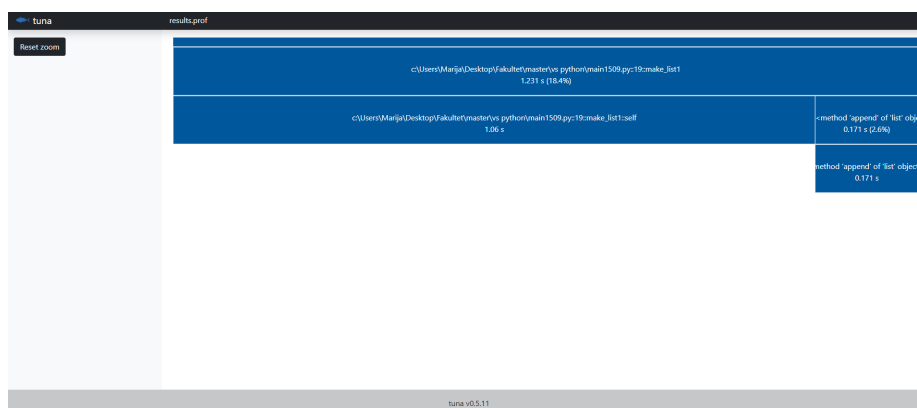 tuna
results.prof
Reset zoom
c:\Users\Marija\Desktop\Fakultet\master\vs python\main1509.py::19::make_list1
1.231 s (18.4%)
c:\Users\Marija\Desktop\Fakultet\master\vs python\main1509.py::19::make_list1::self
1.06 s
<method 'append' of 'list' obje
0.171 s (2.6%)
nethod 'append' of 'list' object
0.171 s
tuna v0.5.11